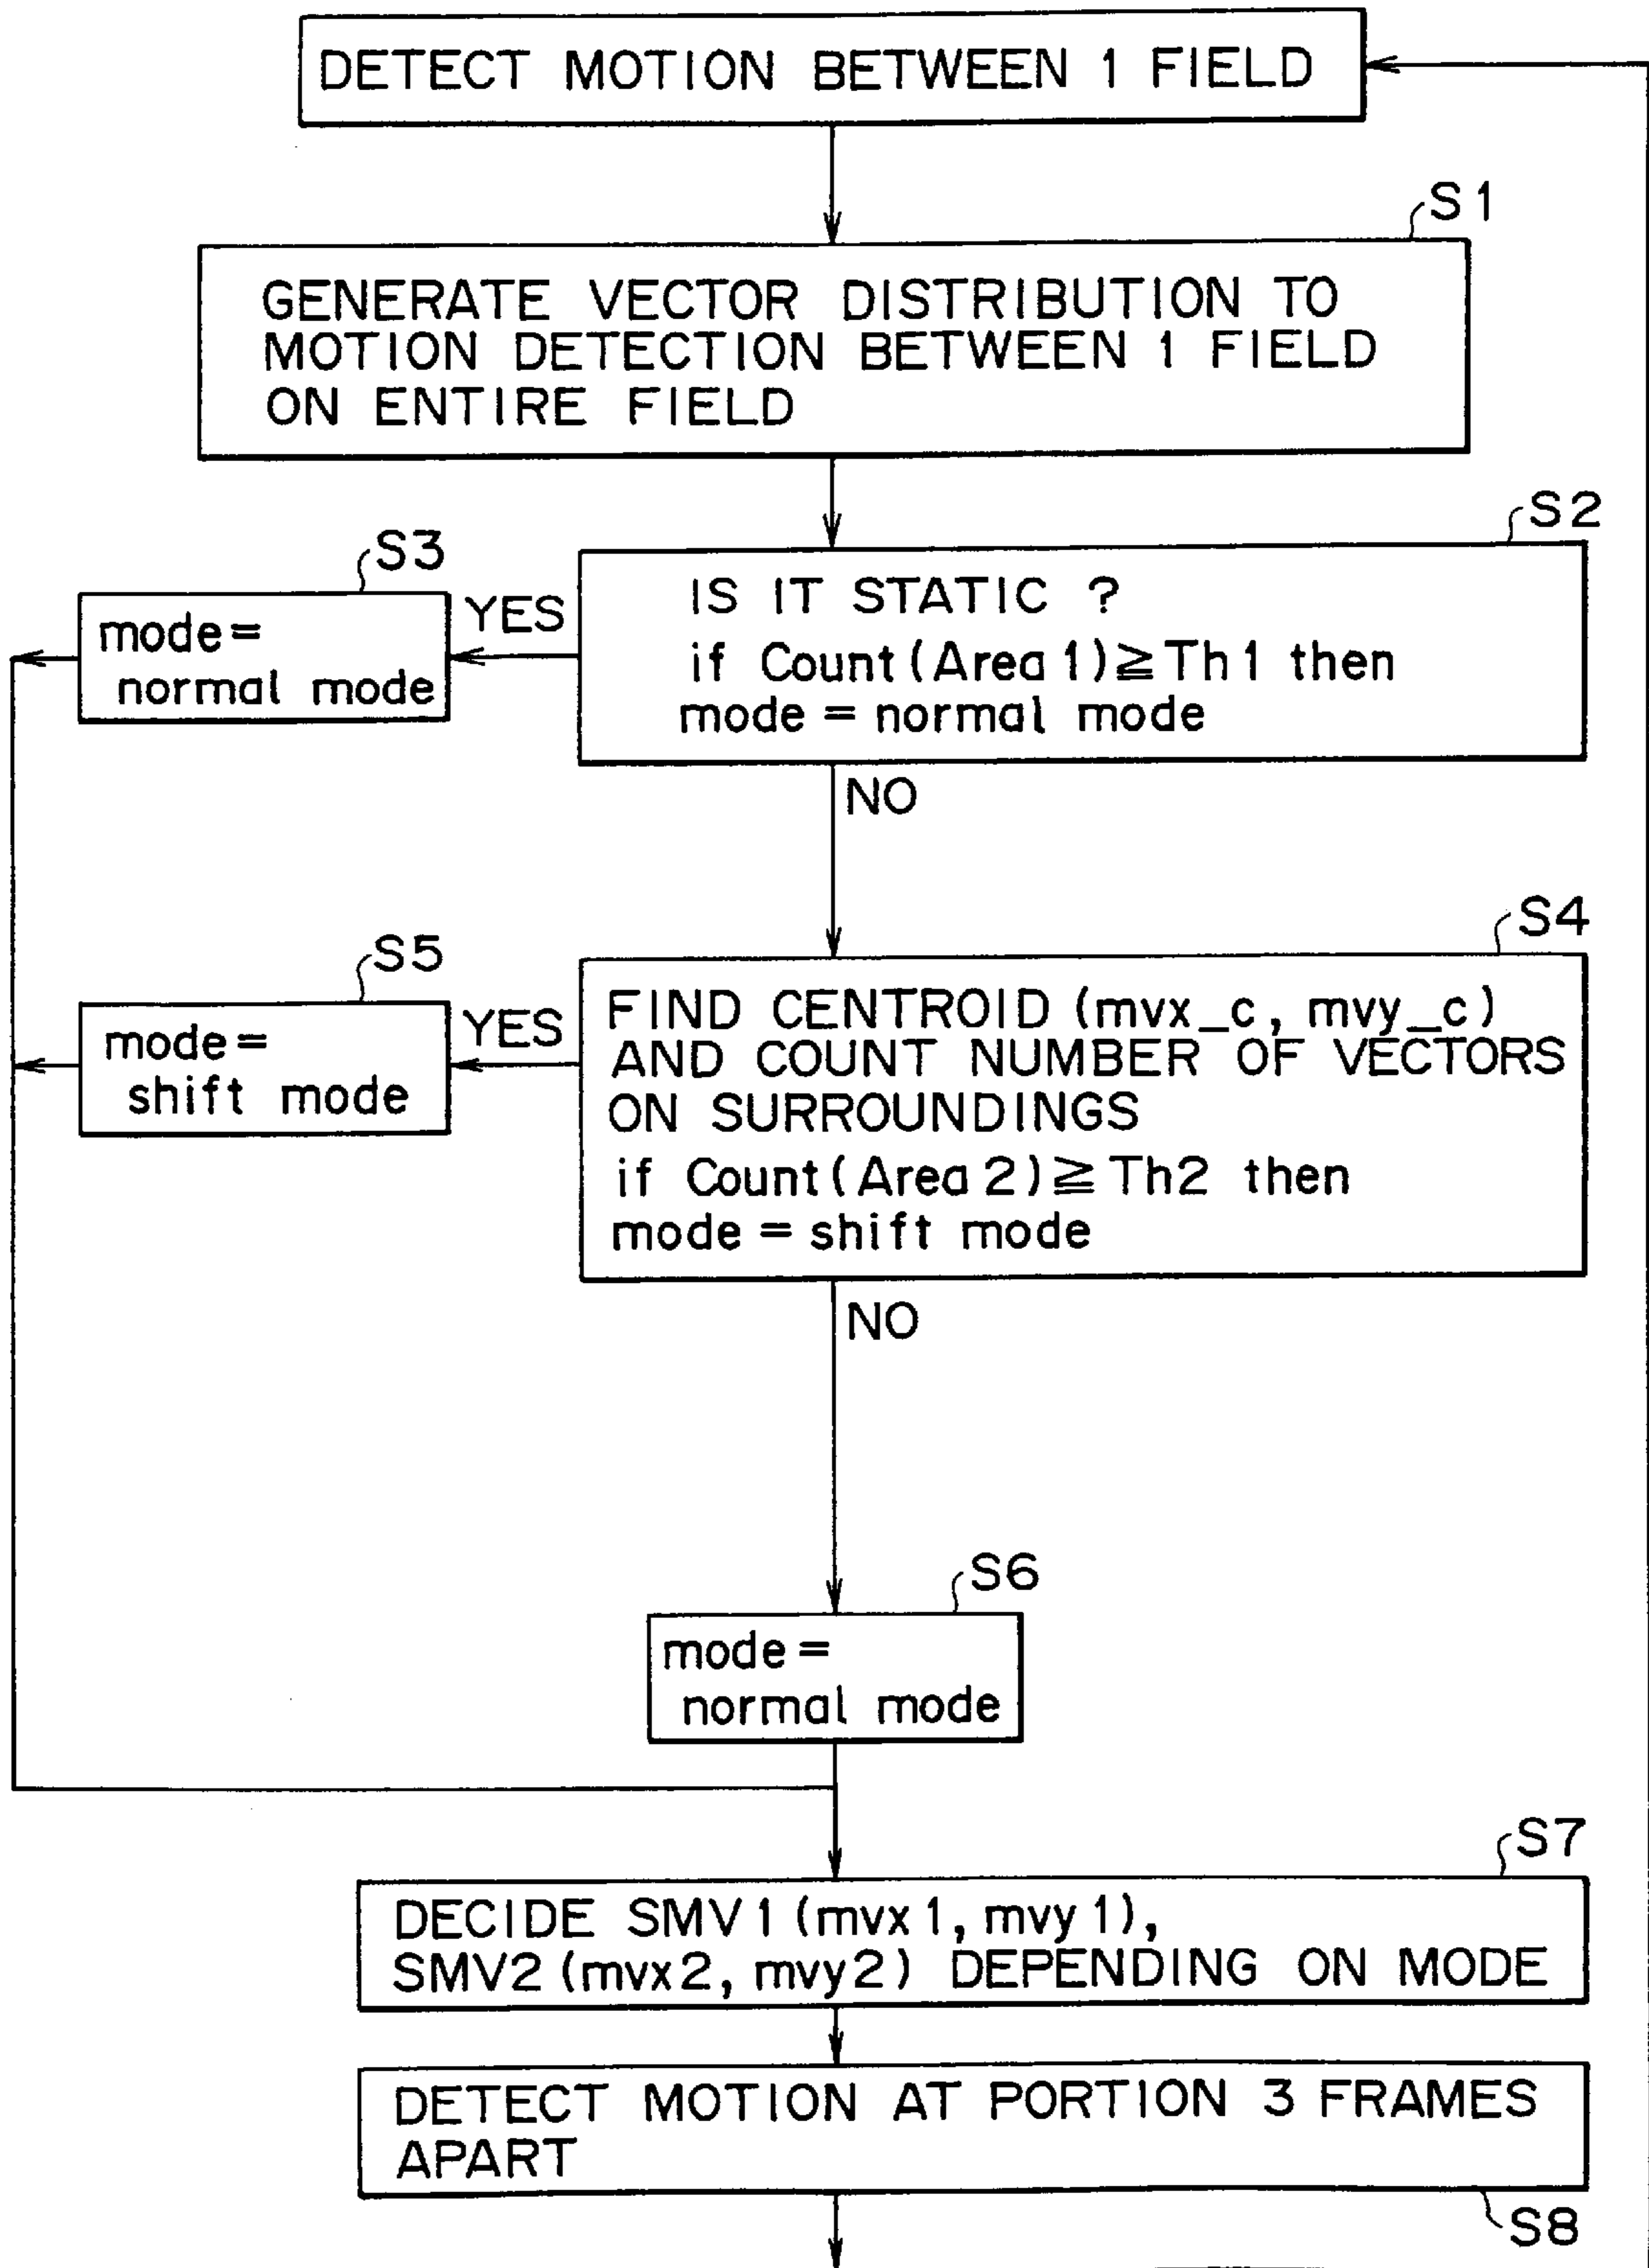 DETECT MOTION BETWEEN 1 FIELD
S1
GENERATE VECTOR DISTRIBUTION TO
MOTION DETECTION BETWEEN 1 FIELD
ON ENTIRE FIELD
S2
IS IT STATIC ?
if Count(Area 1)≧Th1 then
mode = normal mode
S3
YES
mode =
normal mode
NO
S4
FIND CENTROID (mvx_c, mvy_c)
AND COUNT NUMBER OF VECTORS
ON SURROUNDINGS
if Count(Area 2)≧Th2 then
mode = shift mode
S5
YES
mode =
shift mode
NO
S6
mode =
normal mode
S7
DECIDE SMV1 (mvx1, mvy1),
SMV2 (mvx2, mvy2) DEPENDING ON MODE
DETECT MOTION AT PORTION 3 FRAMES
APART
S8